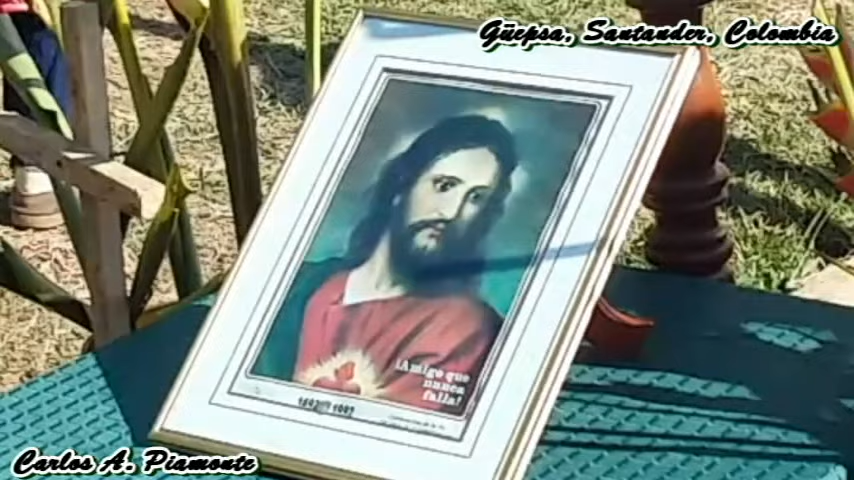 Güepsa, Santander, Colombia
¡Amigo que
nunca
falla!
Carlos A. Piamonte